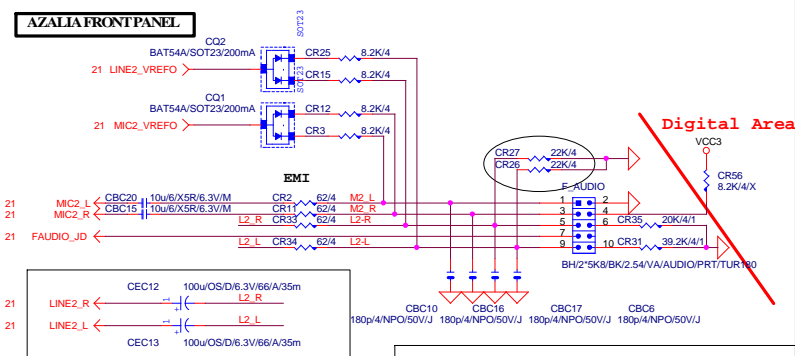 AZALIA FRONT PANEL
SOT23
CQ2
BAT54A/SOT23/200mA
CR25 8.2K/4
21 LINE2_VREFO
SOT23
CR15 8.2K/4
CQ1
BAT54A/SOT23/200mA
CR12 8.2K/4
21 MIC2_VREFO
CR3 8.2K/4
Digital Area
VCC3
CR27 22K/4
CR26 22K/4
CR56
8.2K/4/X
EMI
F_AUDIO
21 MIC2_L CBC20 10u/6/X5R/6.3V/M CR2 62/4 M2_L 1 2
21 MIC2_R CBC15 10u/6/X5R/6.3V/M CR11 62/4 M2_R 3 4
L2_R CR33 62/4 L2-R 5 6 CR35 20K/4/1
21 FAUDIO_JD 7
L2_L CR34 62/4 L2-L 9 10 CR31 39.2K/4/1
BH/2*5K8/BK/2.54/VA/AUDIO/PRT/TUR180
CEC12 100u/OS/D/6.3V/66/A/35m
21 LINE2_R 1 + L2_R
21 LINE2_L 1 + L2_L
CEC13 100u/OS/D/6.3V/66/A/35m
CBC10 CBC16 CBC17 CBC6
180p/4/NPO/50V/J 180p/4/NPO/50V/J 180p/4/NPO/50V/J 180p/4/NPO/50V/J